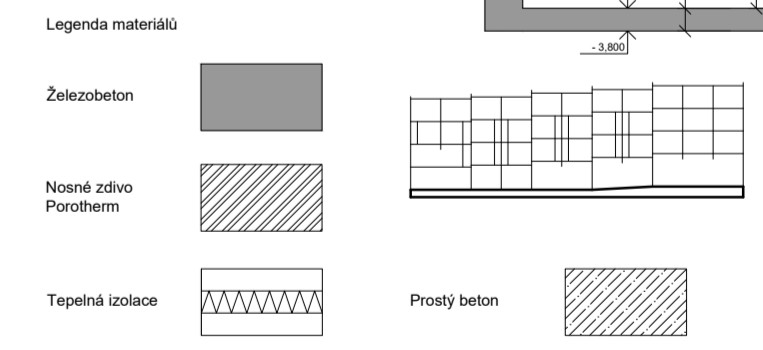 Legenda materiálů
- 3,800
Železobeton
Nosné zdivo
Porotherm
Tepelná izolace
Prostý beton